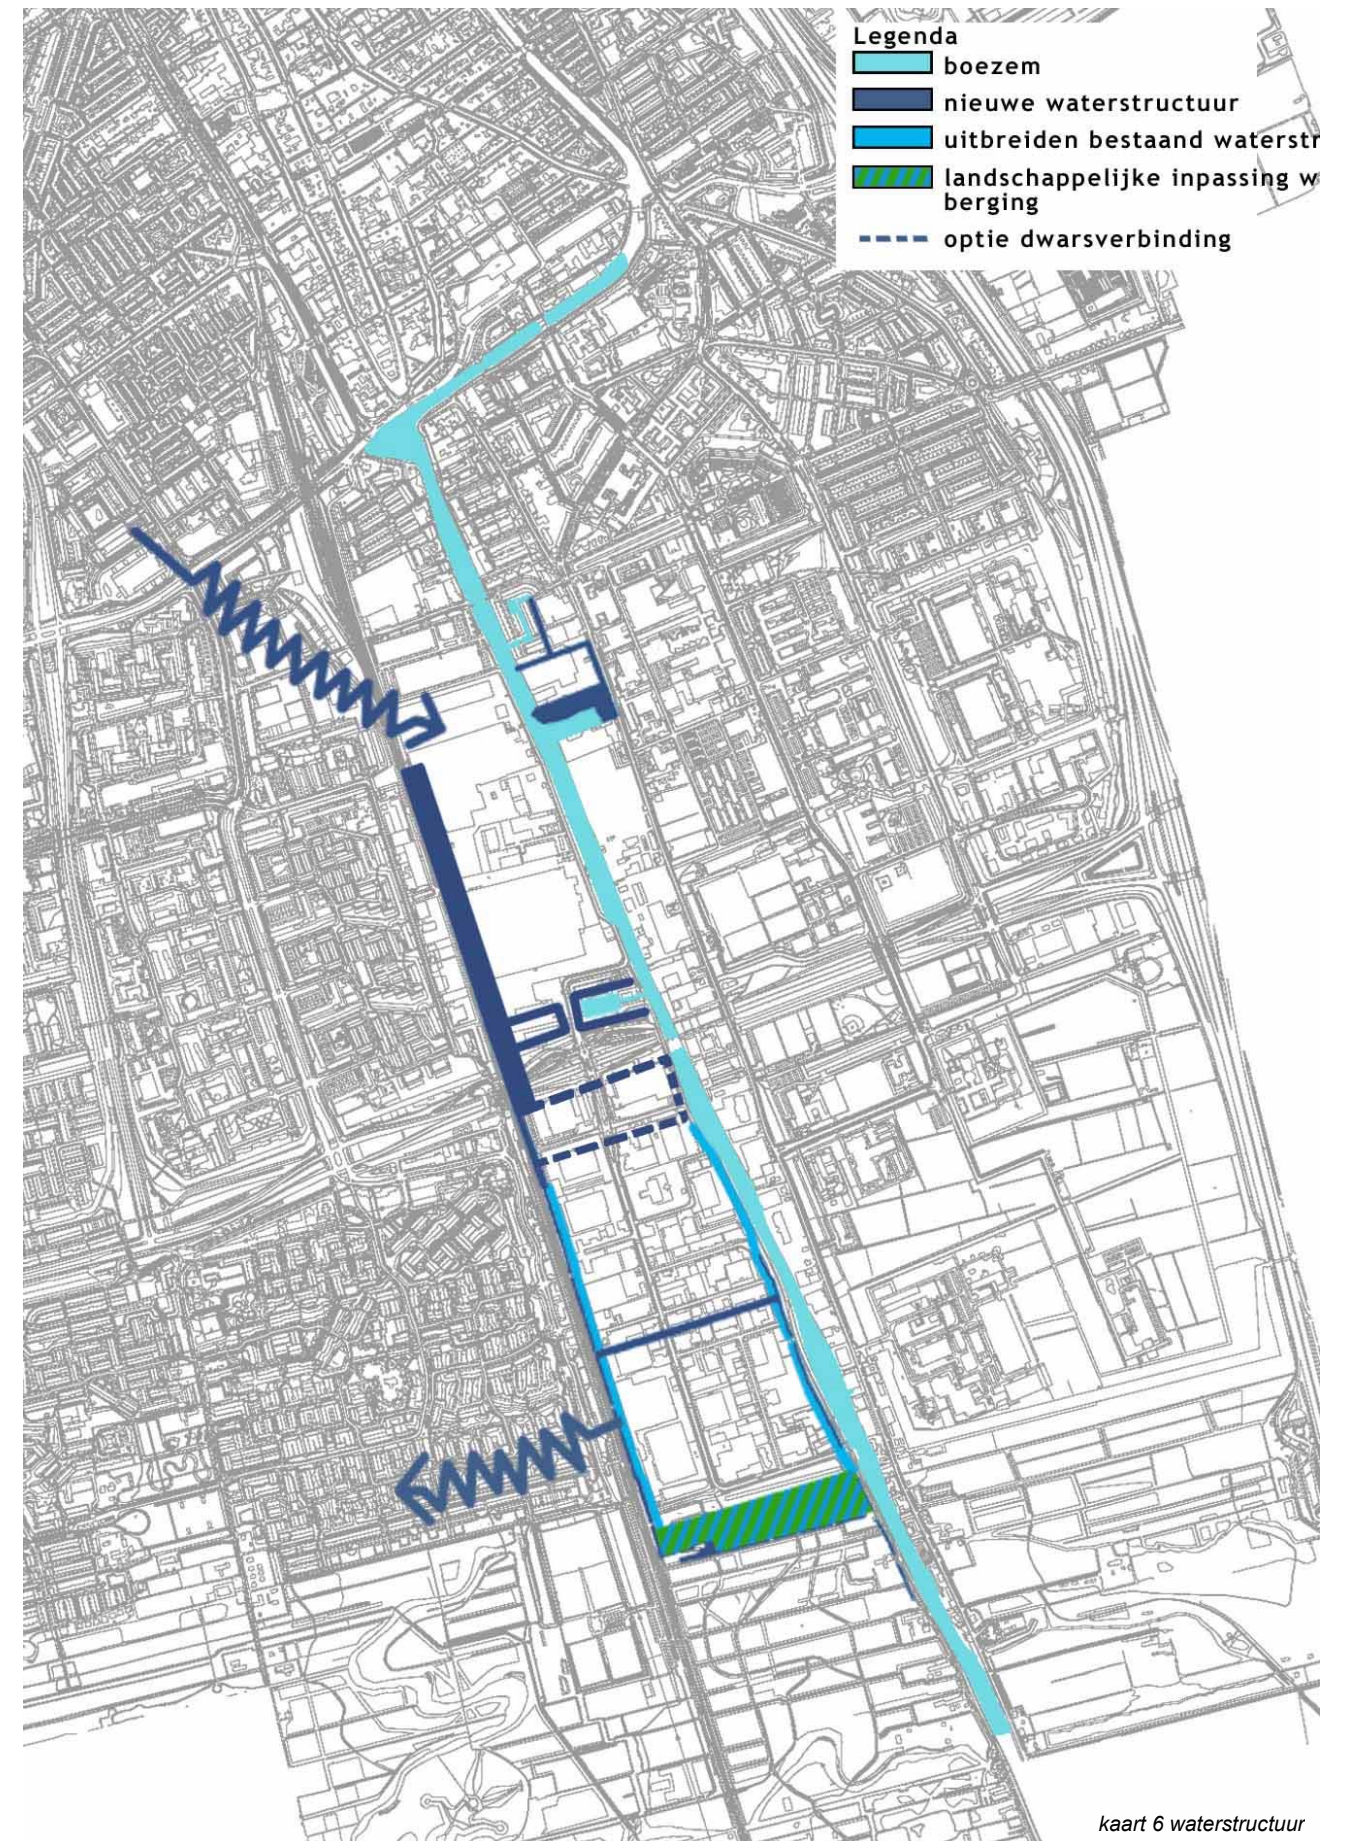 Legenda
boezem
nieuwe waterstructuur
uitbreiden bestaand waterstr
landschappelijke inpassing w
berging
optie dwarsverbinding
kaart 6 waterstructuur